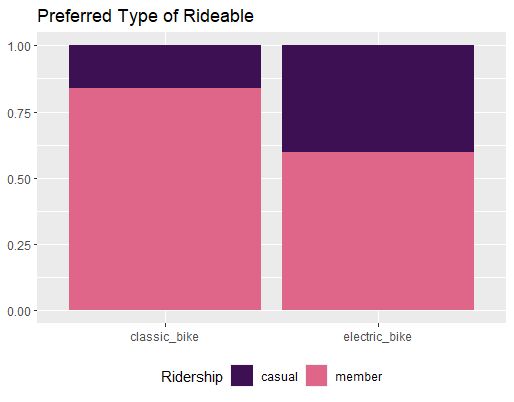 Preferred Type of Rideable
1.00
0.75
0.50
0.25
0.00
classic_bike electric_bike
Ridership casual member